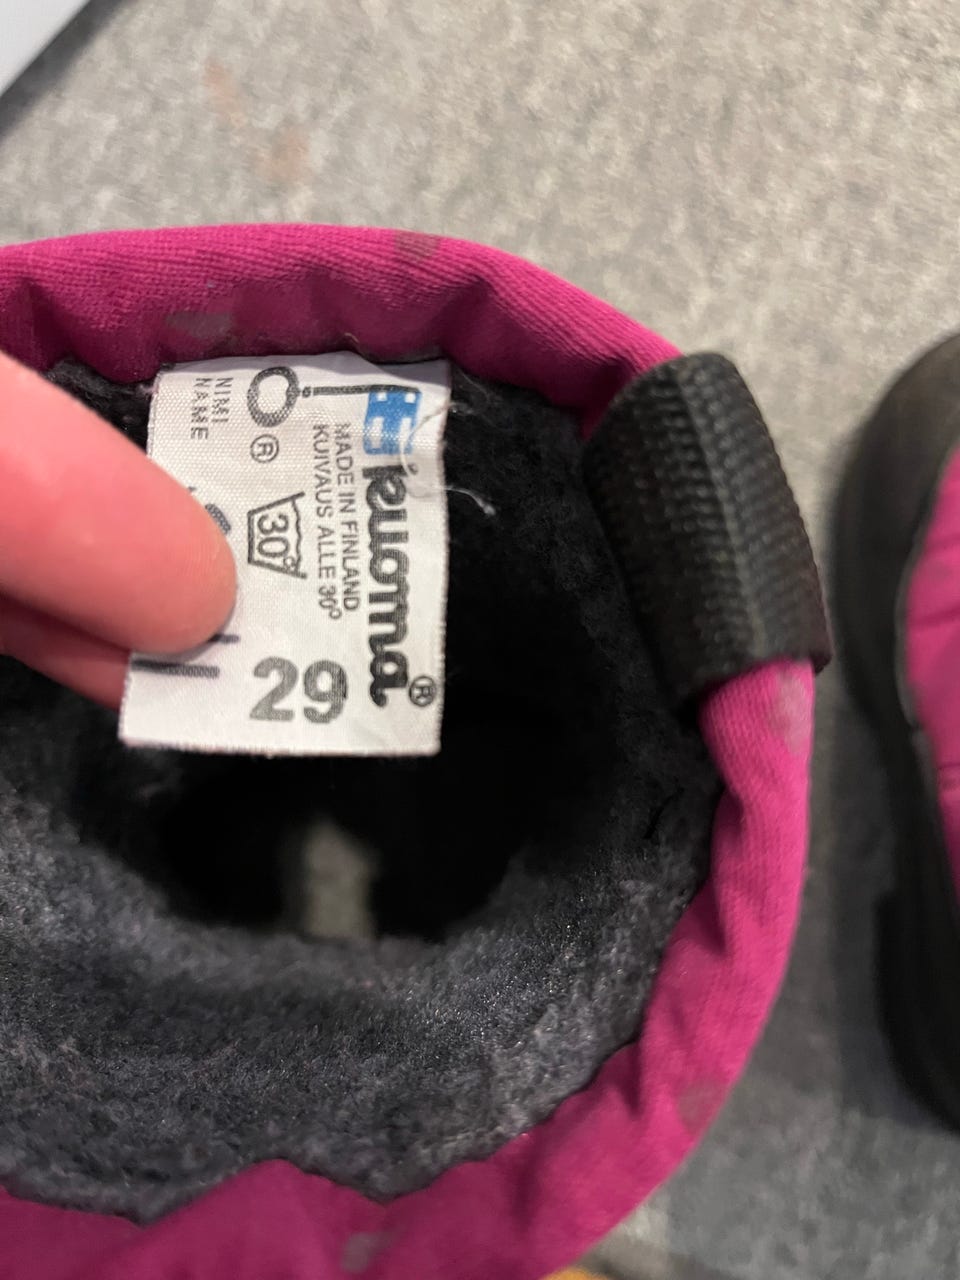 kuoma®
MADE IN FINLAND
KUIVAUS ALLE 30°
®
30°
NIMI
NAME
29